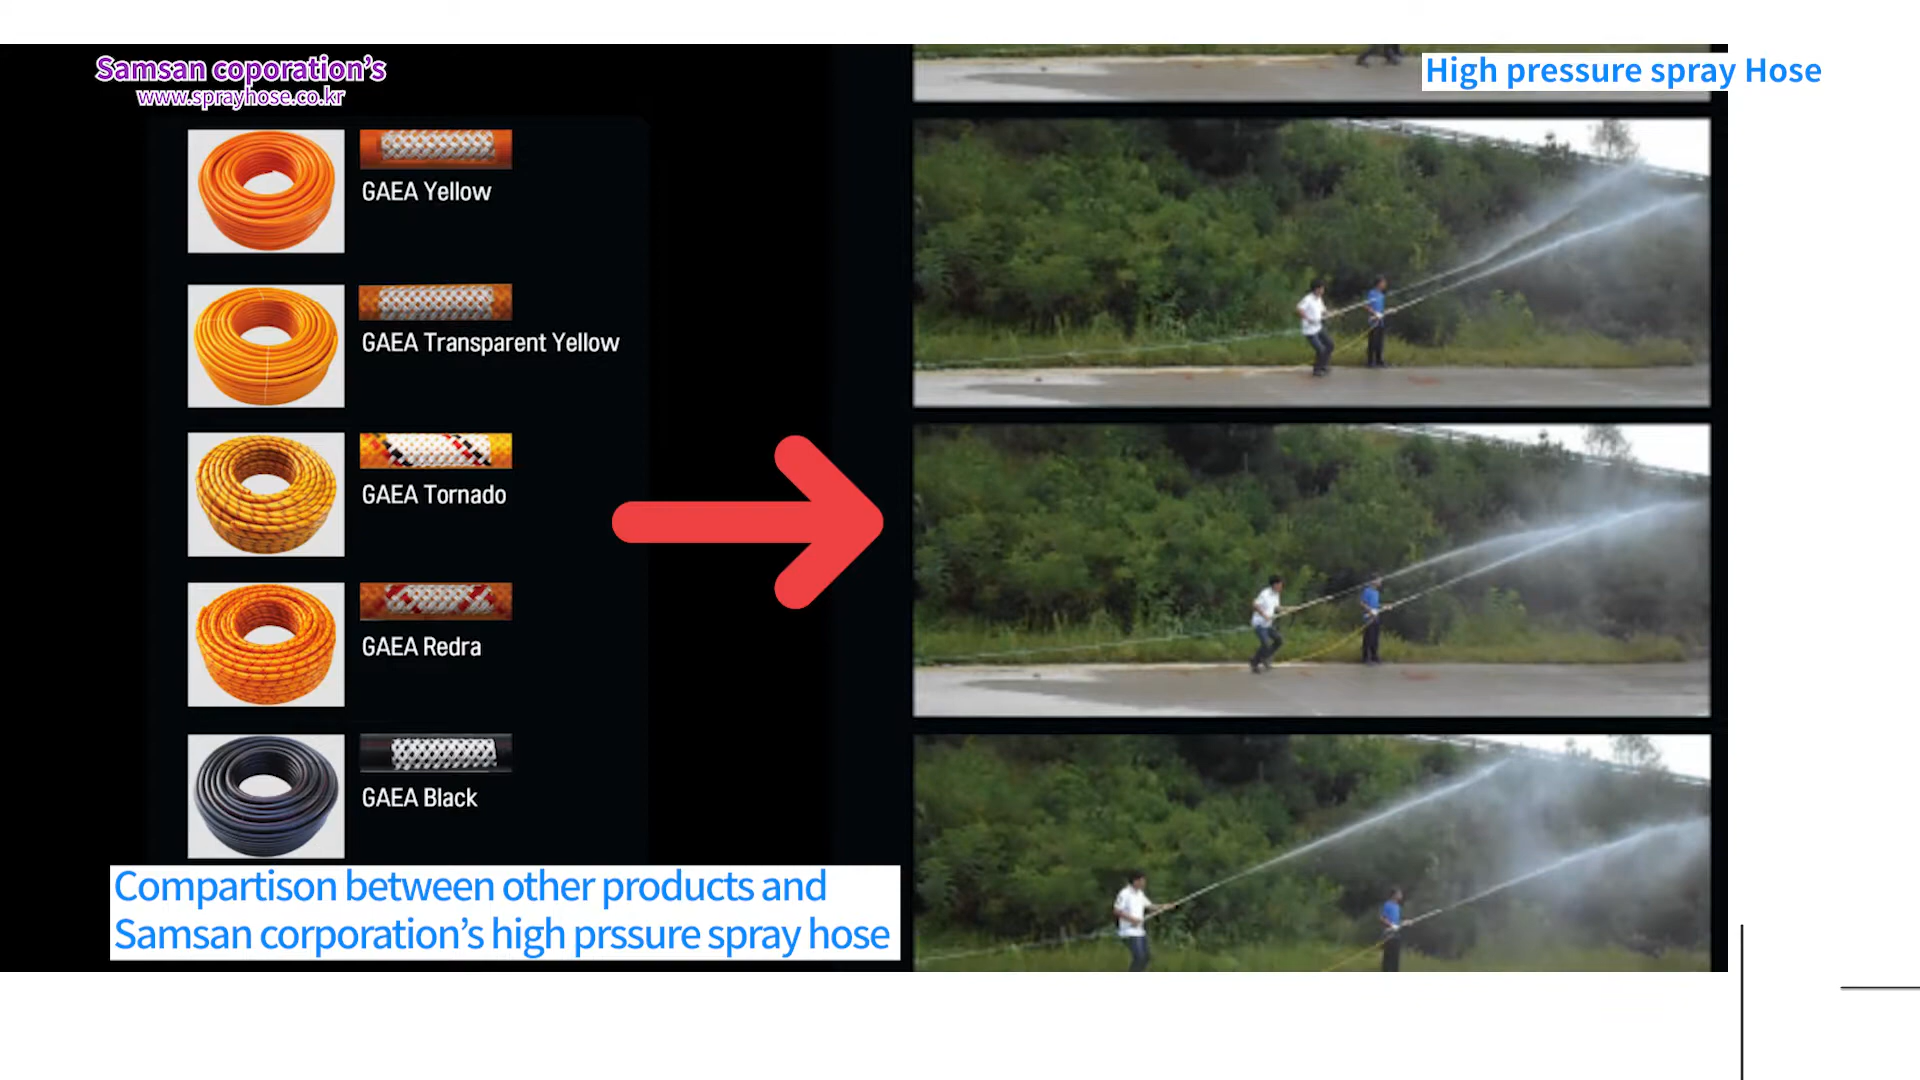 Samsan coporation's
www.sprayhose.co.kr
High pressure spray Hose
GAEA Yellow
GAEA Transparent Yellow
GAEA Tornado
GAEA Redra
GAEA Black
Compartison between other products and
Samsan corporation's high prssure spray hose